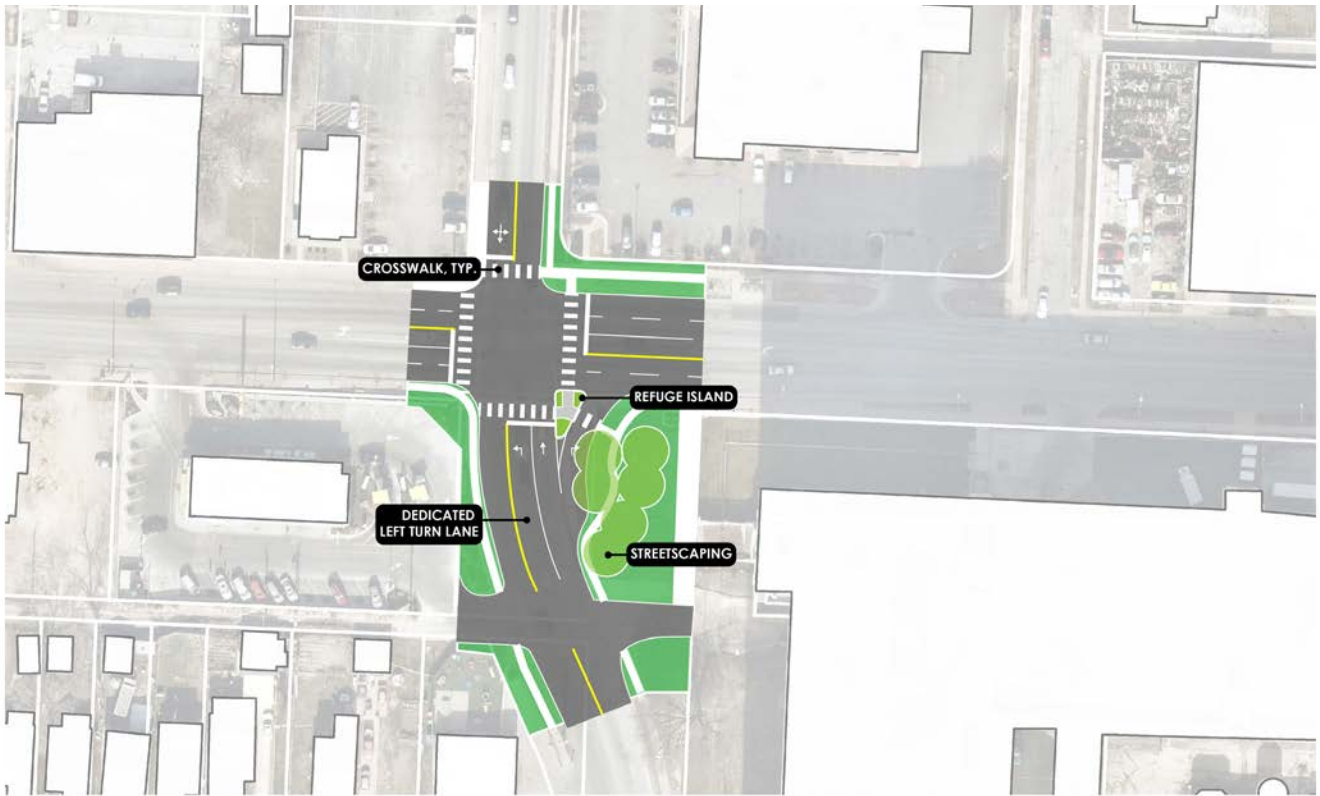 CROSSWALK, TYP.
REFUGE ISLAND
DEDICATED
LEFT TURN LANE
STREETSCAPING